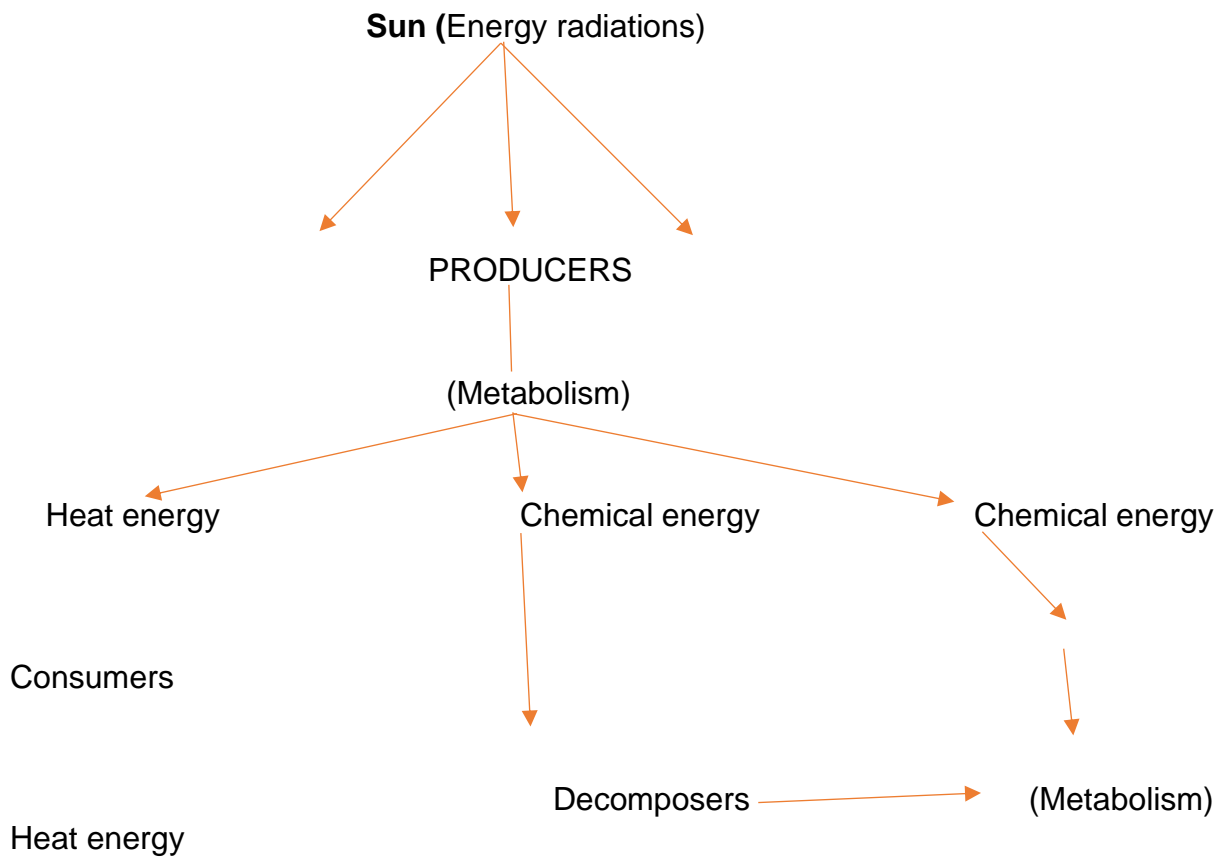 Sun (Energy radiations)
PRODUCERS
(Metabolism)
Heat energy Chemical energy Chemical energy
Consumers
Decomposers (Metabolism)
Heat energy